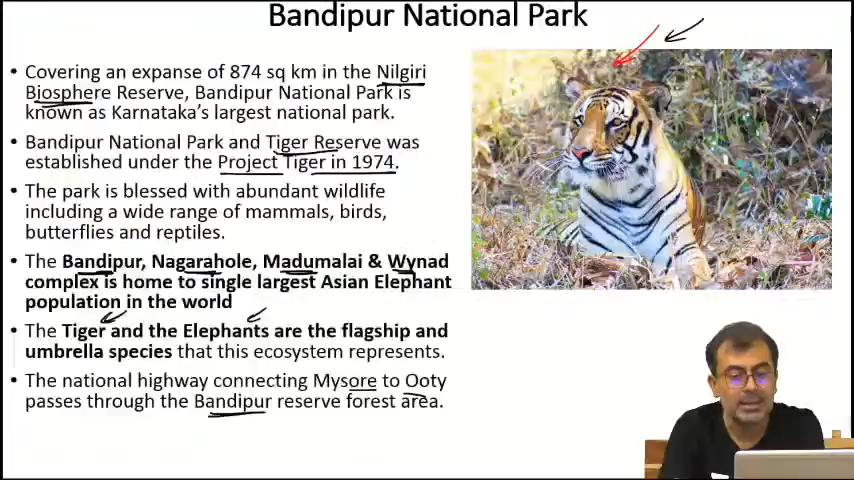 Bandipur National Park
• Covering an expanse of 874 sq km in the Nilgiri
Biosphere Reserve, Bandipur National Park is
known as Karnataka's largest national park.
• Bandipur National Park and Tiger Reserve was
established under the Project Tiger in 1974.
• The park is blessed with abundant wildlife
including a wide range of mammals, birds,
butterflies and reptiles.
• The Bandipur, Nagarahole, Madumalai & Wynad
complex is home to single largest Asian Elephant
population in the world
• The Tiger and the Elephants are the flagship and
umbrella species that this ecosystem represents.
• The national highway connecting Mysore to Ooty
passes through the Bandipur reserve forest area.